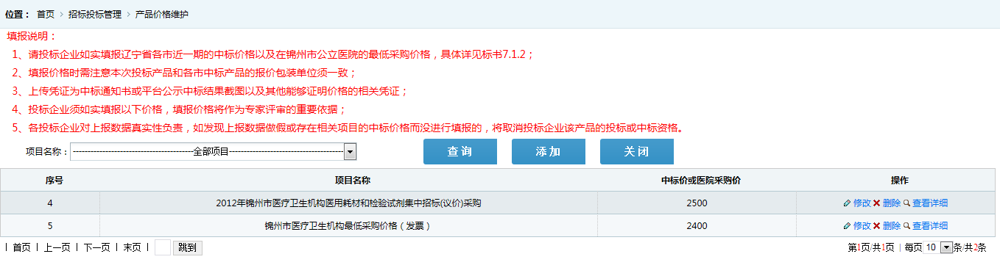 位置： 首页 > 招标投标管理 > 产品价格维护
填报说明：
1、请投标企业如实填报辽宁省各市近一期的中标价格以及在锦州市公立医院的最低采购价格，具体详见标书7.1.2；
2、填报价格时需注意本次投标产品和各市中标产品的报价包装单位须一致；
3、上传凭证为中标通知书或平台公示中标结果截图以及其他能够证明价格的相关凭证；
4、投标企业须如实填报以下价格，填报价格将作为专家评审的重要依据；
5、各投标企业对上报数据真实性负责，如发现上报数据做假或存在相关项目的中标价格而没进行填报的，将取消投标企业该产品的投标或中标资格。
项目名称： -----------------------------------------全部项目--------------------------------------- 查询 添加 关闭
序号 项目名称 中标价或医院采购价 操作
4 2012年锦州市医疗卫生机构医用耗材和检验试剂集中招标(议价)采购 2500 修改 删除 查看详细
5 锦州市医疗卫生机构最低采购价格（发票） 2400 修改 删除 查看详细
| 首页 | 上一页 | 下一页 | 末页 | 跳到 第1页/共1页 | 每页 10 条/共2条